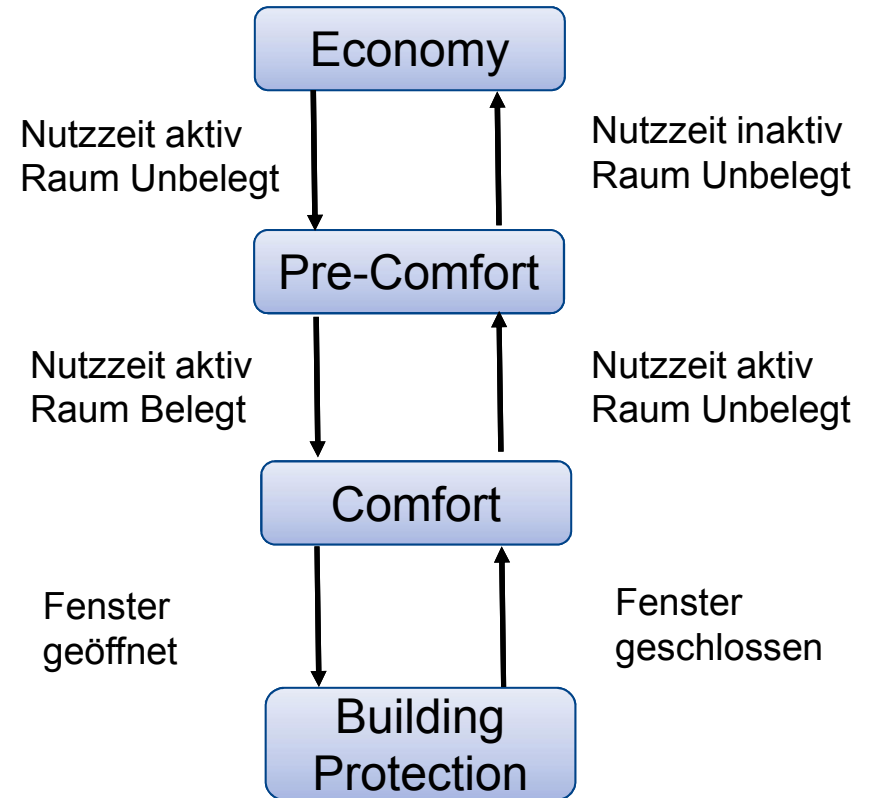 Economy
Nutzzeit aktiv
Raum Unbelegt
Nutzzeit inaktiv
Raum Unbelegt
Pre-Comfort
Nutzzeit aktiv
Raum Belegt
Nutzzeit aktiv
Raum Unbelegt
Comfort
Fenster
geöffnet
Fenster
geschlossen
Building
Protection